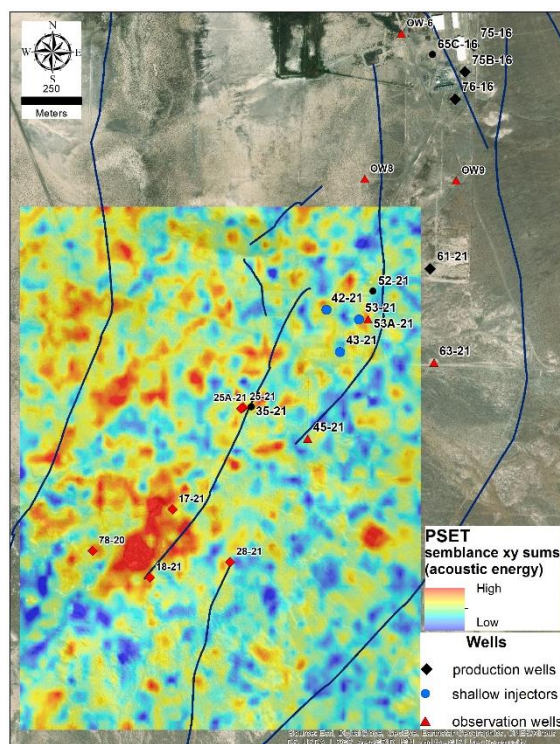 N
W E
S
250
Meters
OW-6
75-16
65C-16
75B-16
76-16
OW8
OW9
61-21
52-21
42-21
53-21
53A-21
43-21
63-21
25A-21
25-21
35-21
45-21
17-21
78-20
28-21
18-21
PSET
semblance xy sums
(acoustic energy)
High
Low
Wells
production wells
shallow injectors
observation wells